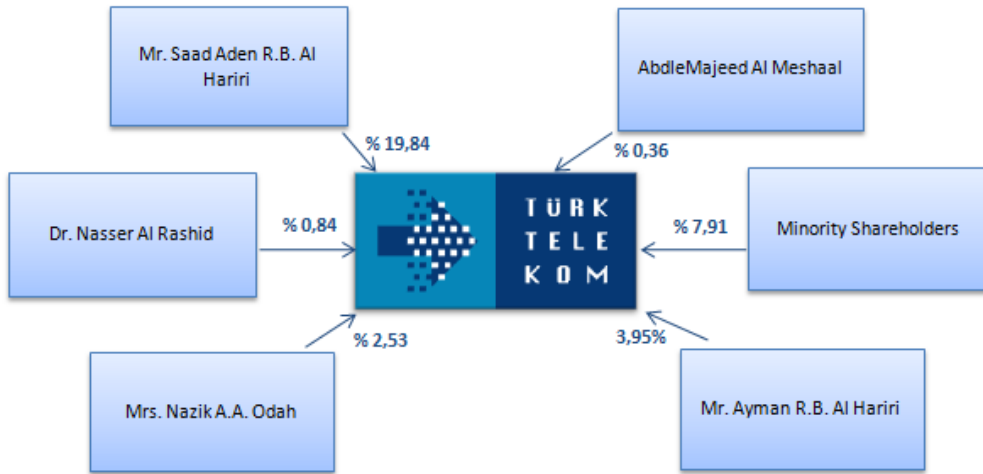 Mr. Saad Aden R.B. Al
Hariri
AbdleMajeed Al Meshaal
% 19,84
% 0,36
Dr. Nasser Al Rashid
% 0,84
TÜRK
TELE
KOM
% 7,91
Minority Shareholders
% 2,53
3,95%
Mrs. Nazik A.A. Odah
Mr. Ayman R.B. Al Hariri